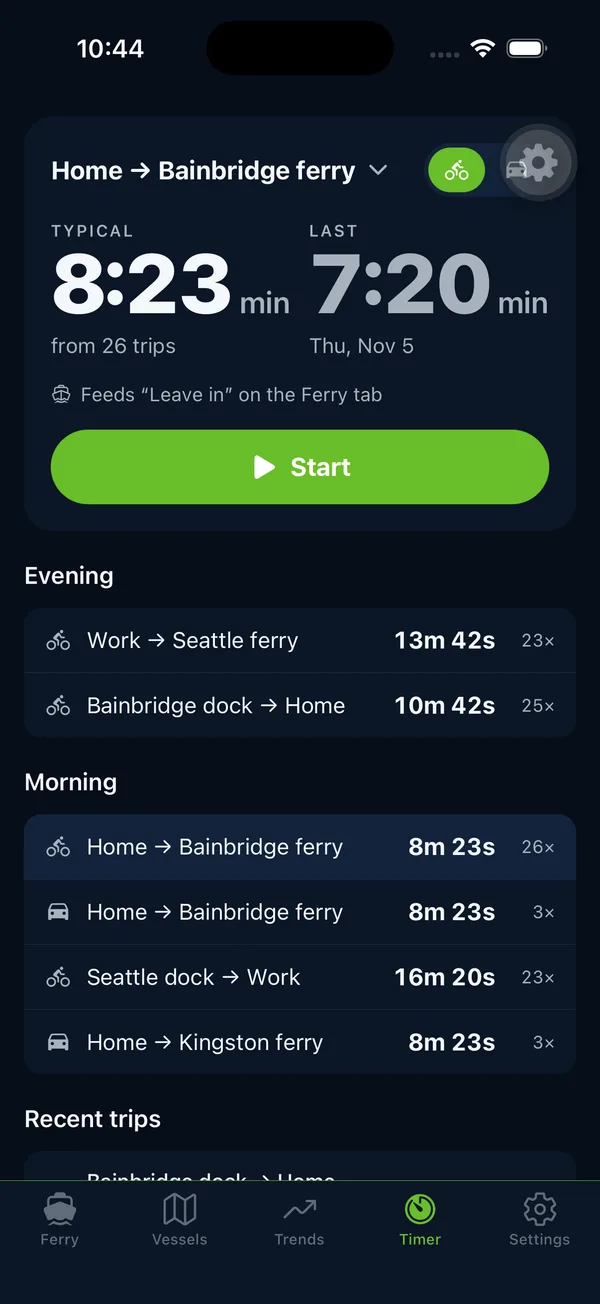 10:44
Home → Bainbridge ferry
TYPICAL
8:23 min
from 26 trips
LAST
7:20 min
Thu, Nov 5
Feeds “Leave in” on the Ferry tab
Start
Evening
Work → Seattle ferry 13m 42s 23×
Bainbridge dock → Home 10m 42s 25×
Morning
Home → Bainbridge ferry 8m 23s 26×
Home → Bainbridge ferry 8m 23s 3×
Seattle dock → Work 16m 20s 23×
Home → Kingston ferry 8m 23s 3×
Recent trips
Bainbridge dock → Home
Ferry
Vessels
Trends
Timer
Settings